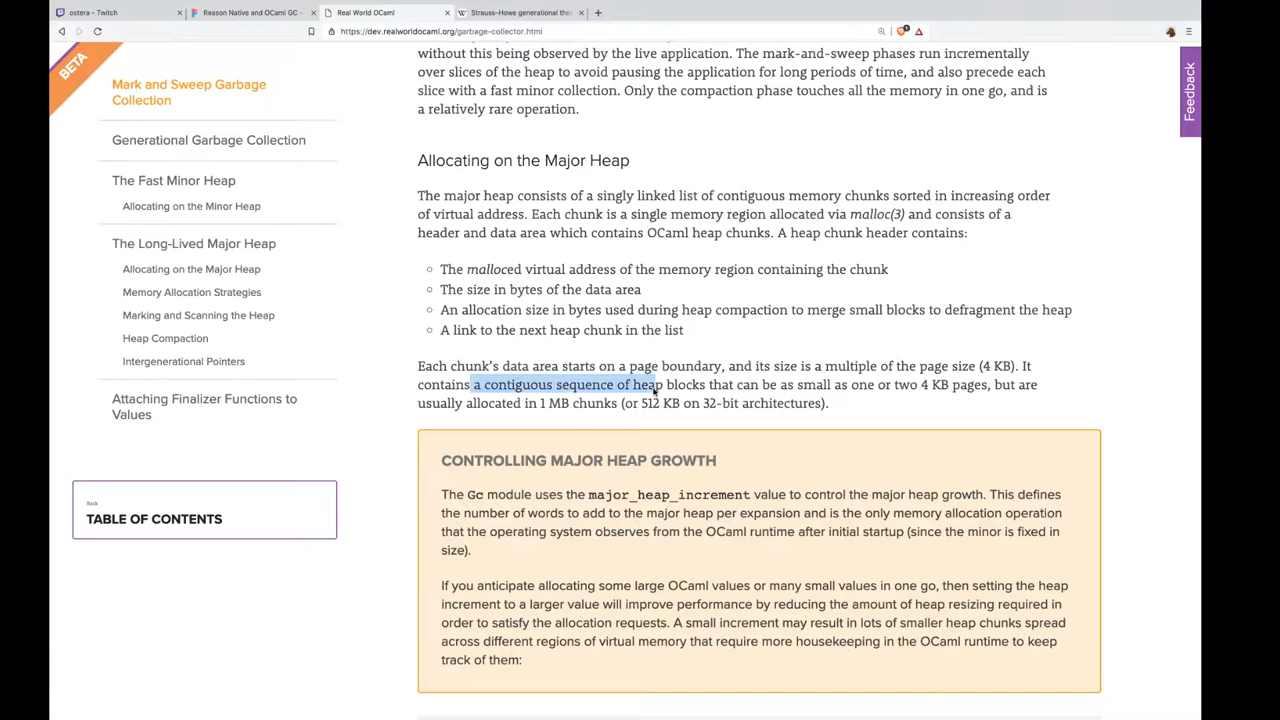 ostera - Twitch
Reason Native and OCaml GC -
Real World OCaml
Strauss–Howe generational the
https://dev.realworldocaml.org/garbage-collector.html
BETA
Feedback
Mark and Sweep Garbage
Collection
Generational Garbage Collection
The Fast Minor Heap
Allocating on the Minor Heap
The Long-Lived Major Heap
Allocating on the Major Heap
Memory Allocation Strategies
Marking and Scanning the Heap
Heap Compaction
Intergenerational Pointers
Attaching Finalizer Functions to
Values
Back
TABLE OF CONTENTS
without this being observed by the live application. The mark-and-sweep phases run incrementally
over slices of the heap to avoid pausing the application for long periods of time, and also precede each
slice with a fast minor collection. Only the compaction phase touches all the memory in one go, and is
a relatively rare operation.
Allocating on the Major Heap
The major heap consists of a singly linked list of contiguous memory chunks sorted in increasing order
of virtual address. Each chunk is a single memory region allocated via malloc(3) and consists of a
header and data area which contains OCaml heap chunks. A heap chunk header contains:
The malloced virtual address of the memory region containing the chunk
The size in bytes of the data area
An allocation size in bytes used during heap compaction to merge small blocks to defragment the heap
A link to the next heap chunk in the list
Each chunk's data area starts on a page boundary, and its size is a multiple of the page size (4 KB). It
contains a contiguous sequence of heap blocks that can be as small as one or two 4 KB pages, but are
usually allocated in 1 MB chunks (or 512 KB on 32-bit architectures).
CONTROLLING MAJOR HEAP GROWTH
The Gc module uses the major_heap_increment value to control the major heap growth. This defines
the number of words to add to the major heap per expansion and is the only memory allocation operation
that the operating system observes from the OCaml runtime after initial startup (since the minor is fixed in
size).
If you anticipate allocating some large OCaml values or many small values in one go, then setting the heap
increment to a larger value will improve performance by reducing the amount of heap resizing required in
order to satisfy the allocation requests. A small increment may result in lots of smaller heap chunks spread
across different regions of virtual memory that require more housekeeping in the OCaml runtime to keep
track of them: